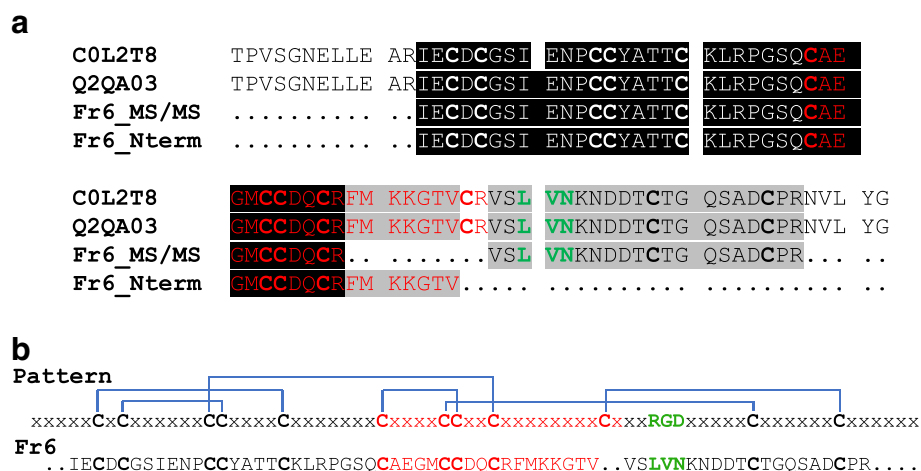 a
C0L2T8 TPVSGNELLE ARIECDCGSI ENPCCYATTC KLRPGSQCAE
Q2QA03 TPVSGNELLE ARIECDCGSI ENPCCYATTC KLRPGSQCAE
Fr6_MS/MS .......... ..IECDCGSI ENPCCYATTC KLRPGSQCAE
Fr6_Nterm .......... ..IECDCGSI ENPCCYATTC KLRPGSQCAE
C0L2T8 GMCCDQCRFM KKGTVCRVSL VNKNDDTCTG QSADCPRNVL YG
Q2QA03 GMCCDQCRFM KKGTVCRVSL VNKNDDTCTG QSADCPRNVL YG
Fr6_MS/MS GMCCDQCR.. .......VSL VNKNDDTCTG QSADCPR... ..
Fr6_Nterm GMCCDQCRFM KKGTV..... .......... .......... ..
b
Pattern
xxxxxCxCxxxxxxCCxxxxCxxxxxxxCxxxxCCxxCxxxxxxxxCxxxRGDxxxxxCxxxxxxCxxxxxx
Fr6
..IECDCGSIENPCCYATTCKLRPGSQCAEGMCCDQCRFMKKGTV..VSLVNKNDDTCTGQSADCPR....